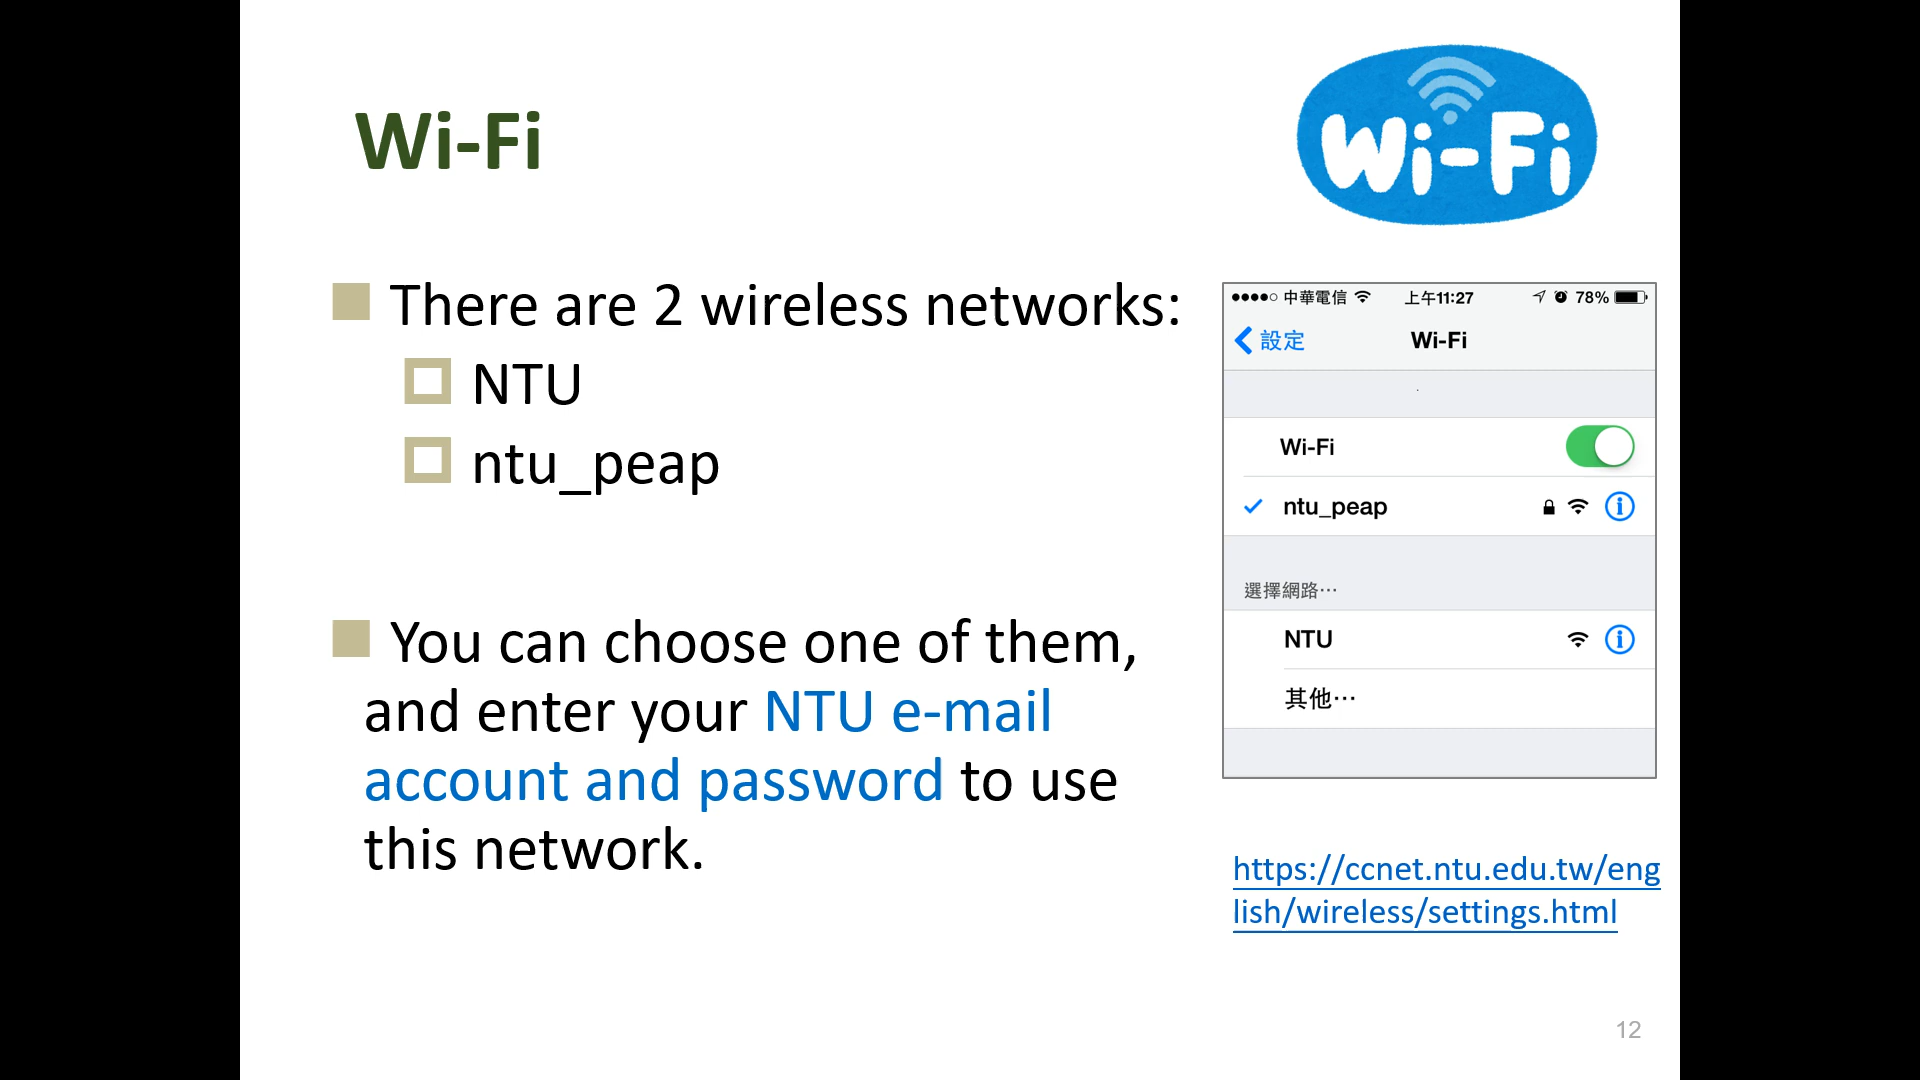 Wi-Fi
Wi-Fi
There are 2 wireless networks:
NTU
ntu_peap
You can choose one of them,
and enter your NTU e-mail
account and password to use
this network.
中華電信 上午11:27 78%
設定 Wi-Fi
Wi-Fi
ntu_peap
選擇網路…
NTU
其他…
https://ccnet.ntu.edu.tw/eng
lish/wireless/settings.html
12